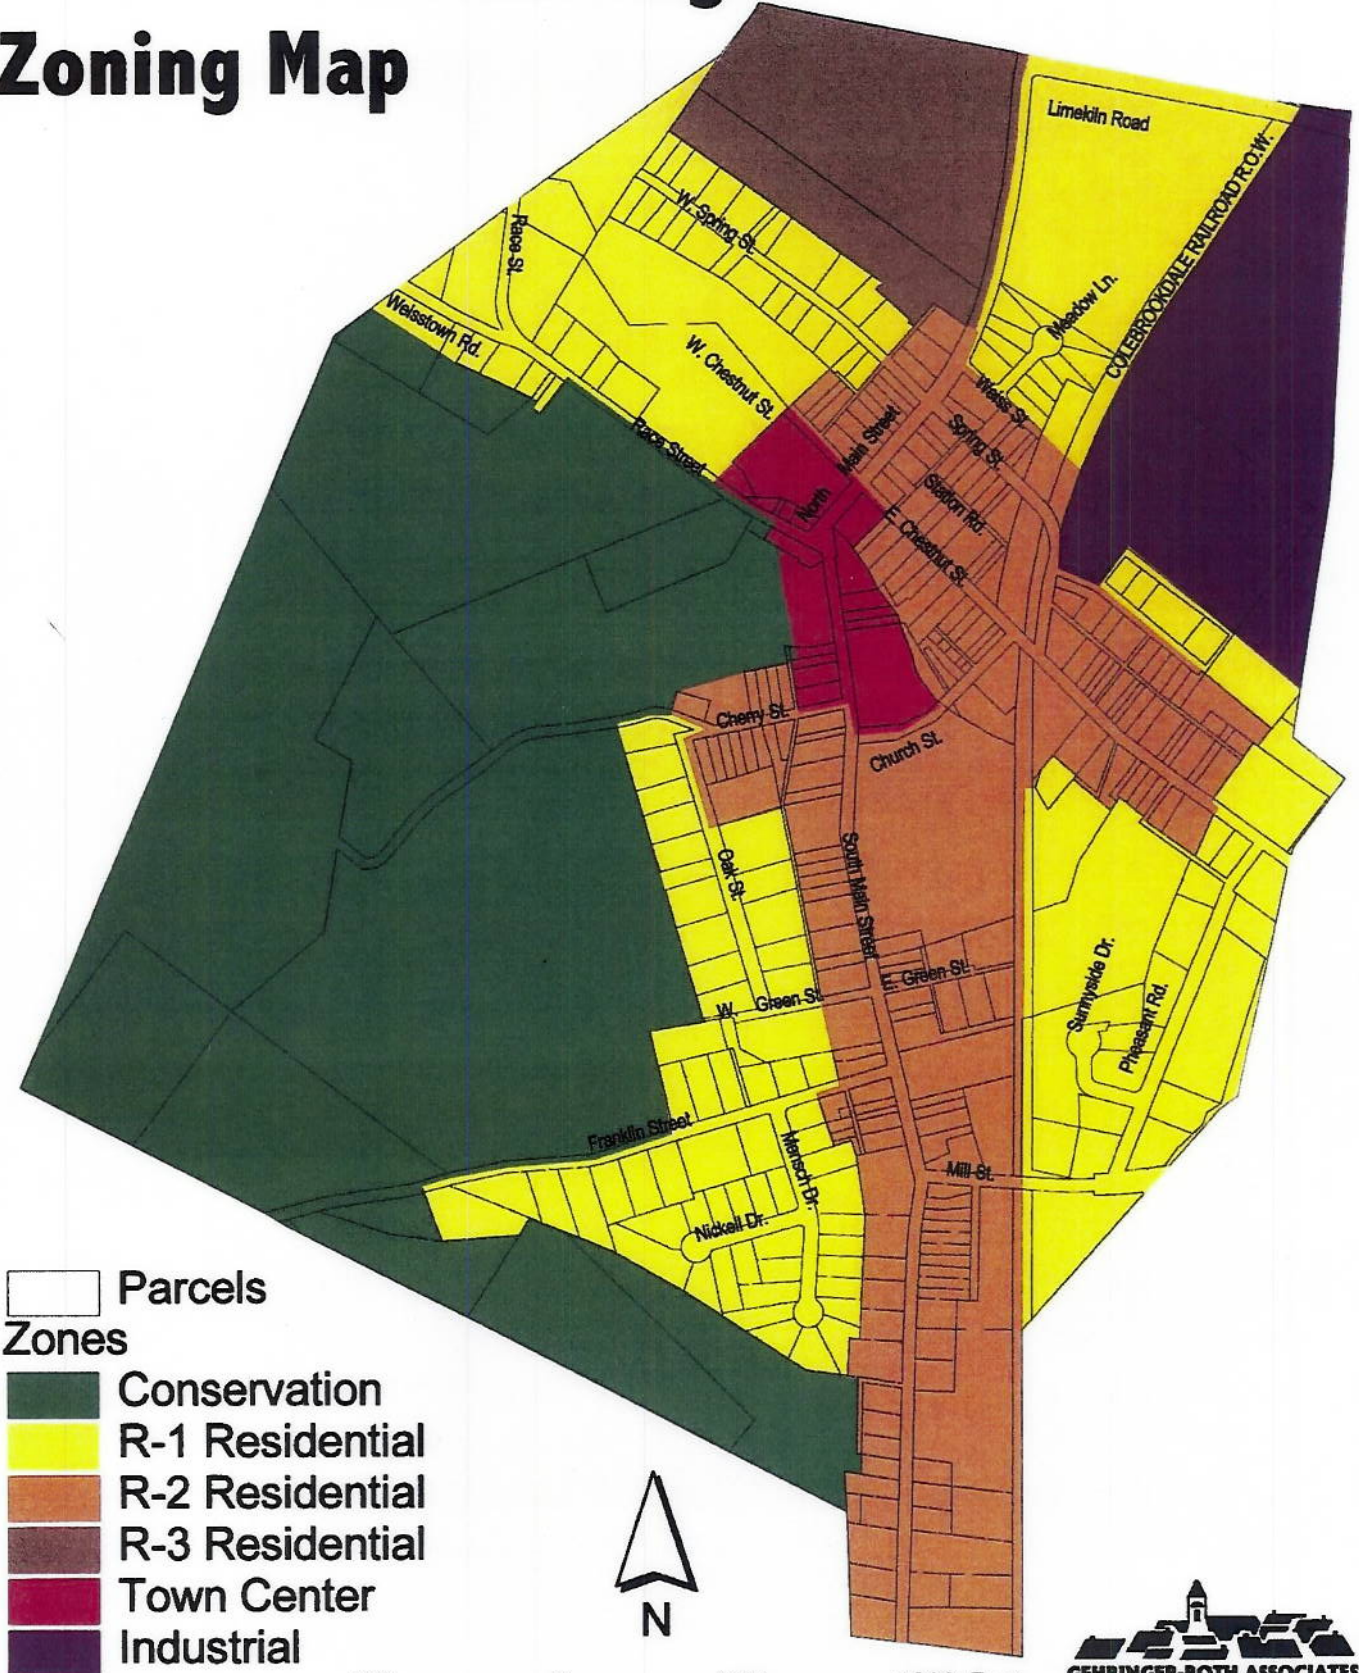 Zoning Map
Limekiln Road
COLEBROOKDALE RAILROAD R.O.W.
W. Spring St.
Race St.
Meadow Ln.
Weisstown Rd.
W. Chestnut St.
Weiss St.
Main Street
Spring St.
Race Street
Station Rd.
North
E. Chestnut St.
Cherry St.
Church St.
Oak St.
South Main Street
E. Green St.
W. Green St.
Sunnyside Dr.
Pheasant Rd.
Franklin Street
Mensch Dr.
Mill St.
Nickell Dr.
Parcels
Zones
Conservation
R-1 Residential
R-2 Residential
R-3 Residential
Town Center
Industrial
N
GEHRINGER-ROTH ASSOCIATES